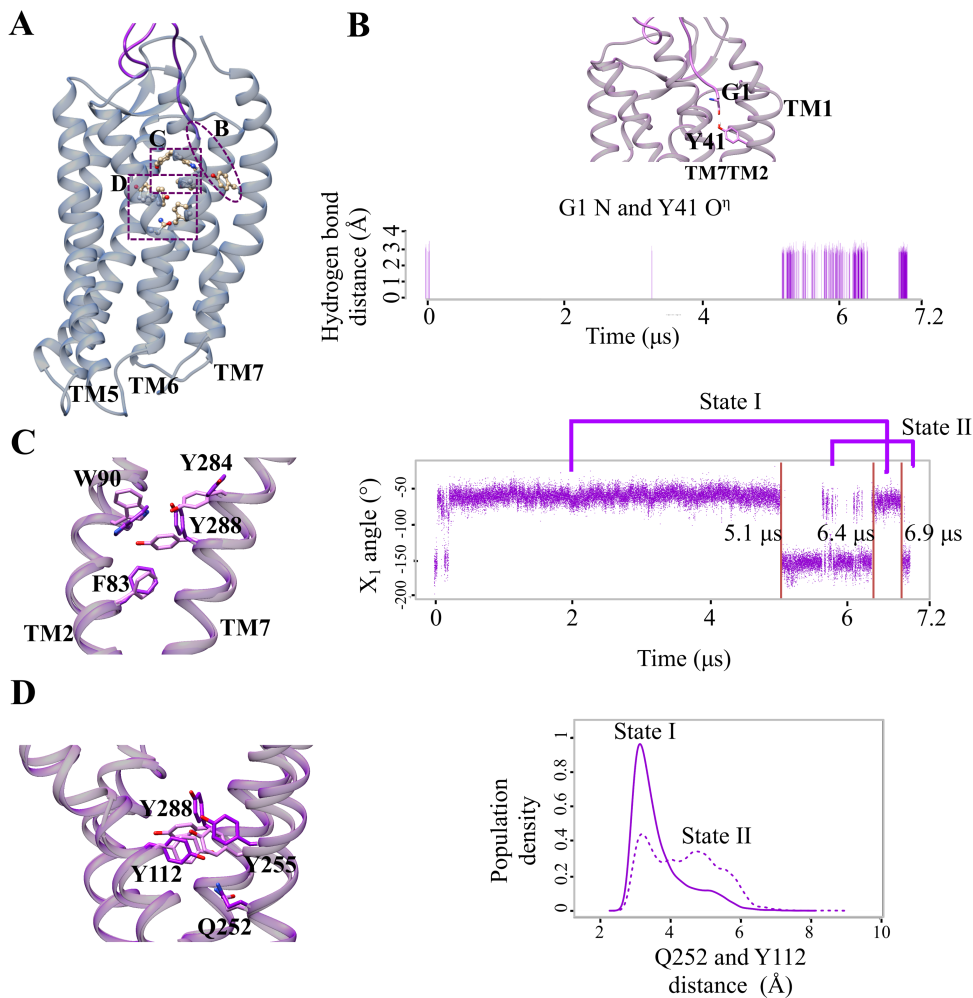 A
B
C
D
TM5
TM6
TM7
B
G1
TM1
Y41
TM7TM2
G1 N and Y41 Oη
Hydrogen bond
distance (Å)
0 1 2 3 4
0 2 4 6 7.2
Time (μs)
C
W90
Y284
Y288
F83
TM2
TM7
State I
State II
X1 angle (°)
-50
-100
-150
-200
5.1 μs
6.4 μs
6.9 μs
0 2 4 6 7.2
Time (μs)
D
Y288
Y112
Y255
Q252
State I
State II
Population
density
0 0.2 0.4 0.6 0.8 1
2 4 6 8 10
Q252 and Y112
distance (Å)